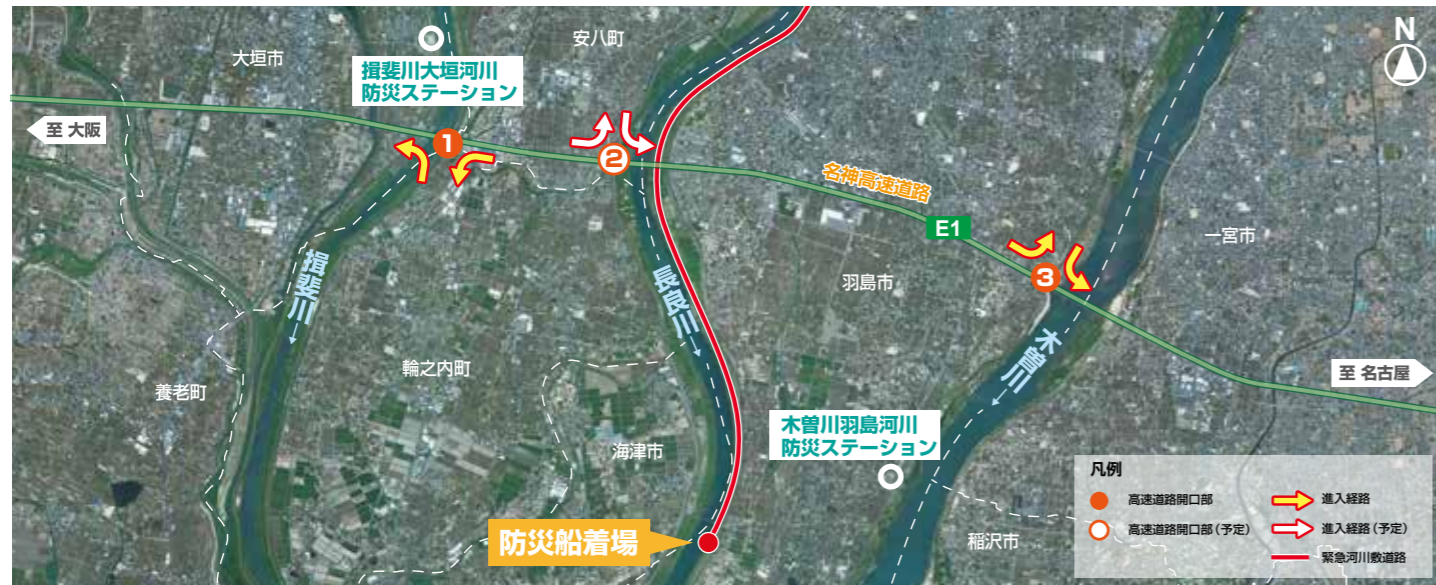 大垣市
安八町
N
揖斐川大垣河川
防災ステーション
至 大阪
1
2
名神高速道路
E1
一宮市
羽島市
3
揖斐川
長良川
木曽川
輪之内町
養老町
至 名古屋
海津市
木曽川羽島河川
防災ステーション
防災船着場
稲沢市
凡例
高速道路開口部
進入経路
高速道路開口部（予定）
進入経路（予定）
緊急河川敷道路